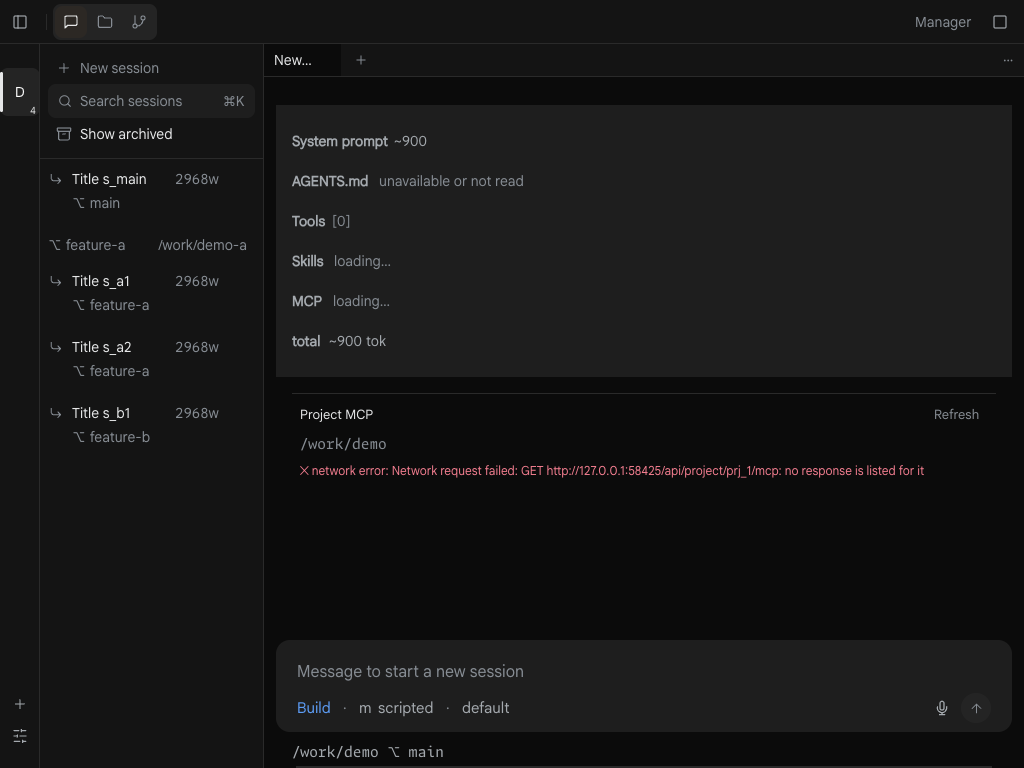 Manager
D
4
New session
Search sessions ⌘K
Show archived
Title s_main 2968w
⌥ main
⌥ feature-a /work/demo-a
Title s_a1 2968w
⌥ feature-a
Title s_a2 2968w
⌥ feature-a
Title s_b1 2968w
⌥ feature-b
New...
System prompt ~900
AGENTS.md unavailable or not read
Tools [0]
Skills loading...
MCP loading...
total ~900 tok
Project MCP Refresh
/work/demo
network error: Network request failed: GET http://127.0.0.1:58425/api/project/prj_1/mcp: no response is listed for it
Message to start a new session
Build · m scripted · default
/work/demo ⌥ main